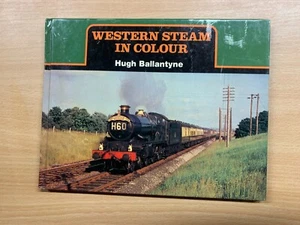 WESTERN STEAM
IN COLOUR
Hugh Ballantyne
H60